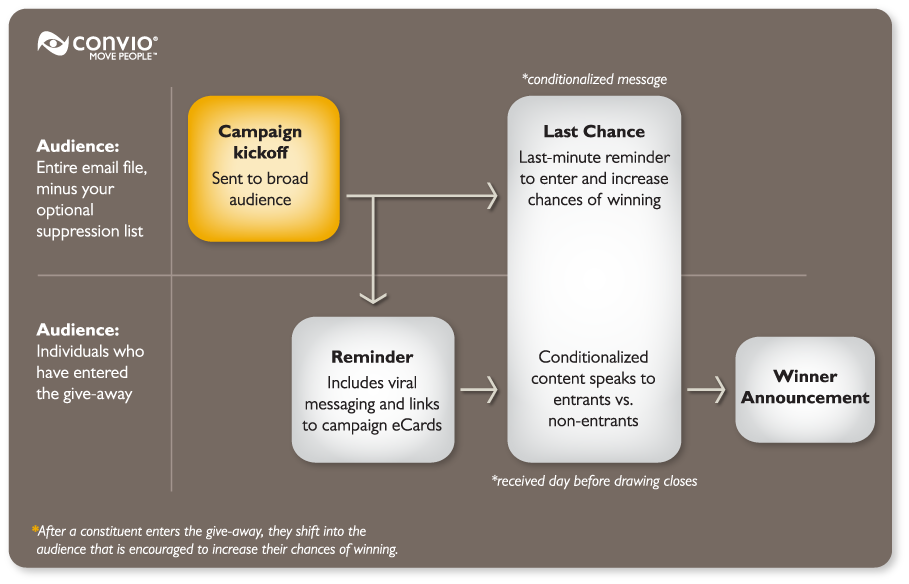 convio®
MOVE PEOPLE™
*conditionalized message
Audience:
Entire email file,
minus your
optional
suppression list
Campaign
kickoff
Sent to broad
audience
Last Chance
Last-minute reminder
to enter and increase
chances of winning
Audience:
Individuals who
have entered
the give-away
Reminder
Includes viral
messaging and links
to campaign eCards
Conditionalized
content speaks to
entrants vs.
non-entrants
Winner
Announcement
*received day before drawing closes
*After a constituent enters the give-away, they shift into the
audience that is encouraged to increase their chances of winning.